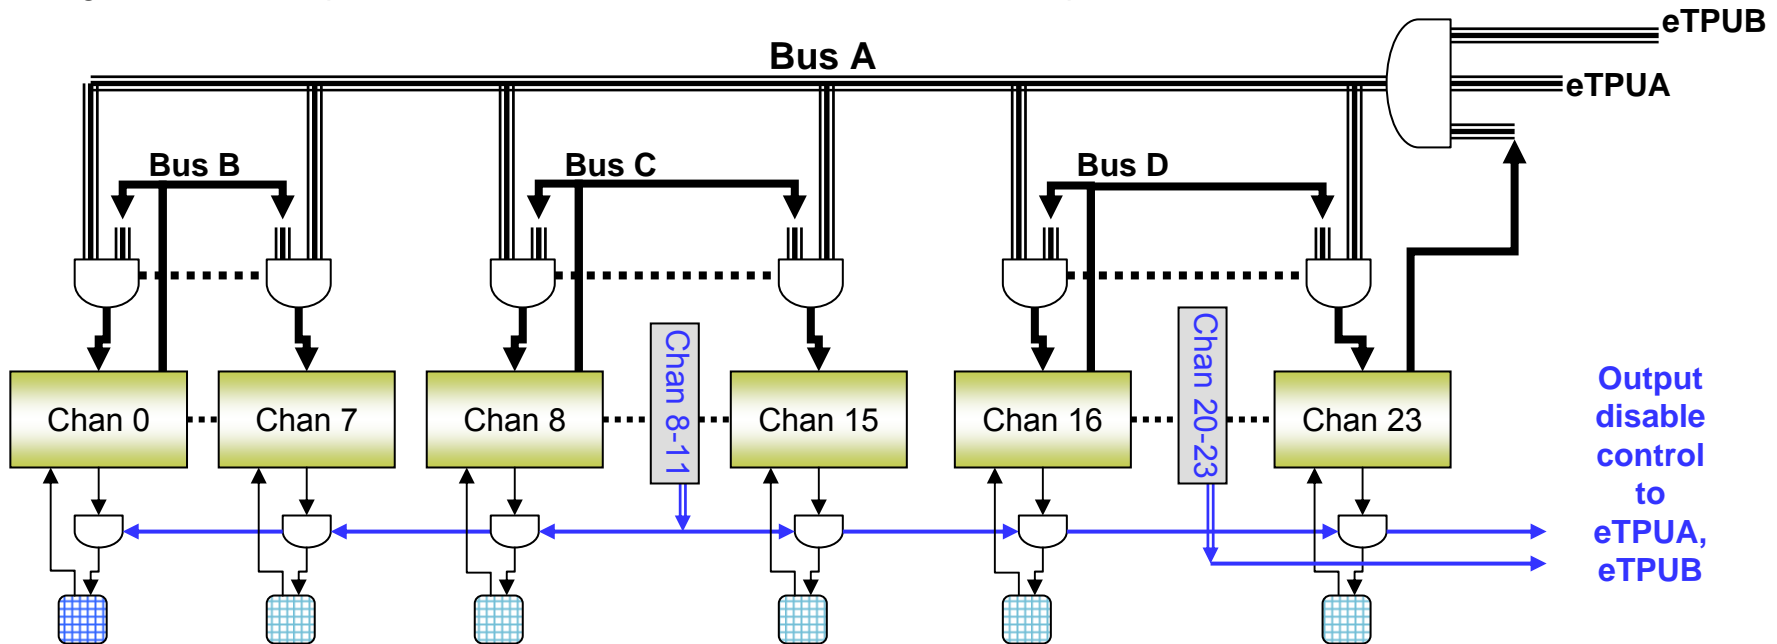 eTPUB
Bus A
eTPUA
Bus B
Bus C
Bus D
Chan 8-11
Chan 20-23
Chan 0
Chan 7
Chan 8
Chan 15
Chan 16
Chan 23
Output
disable
control
to
eTPUA,
eTPUB